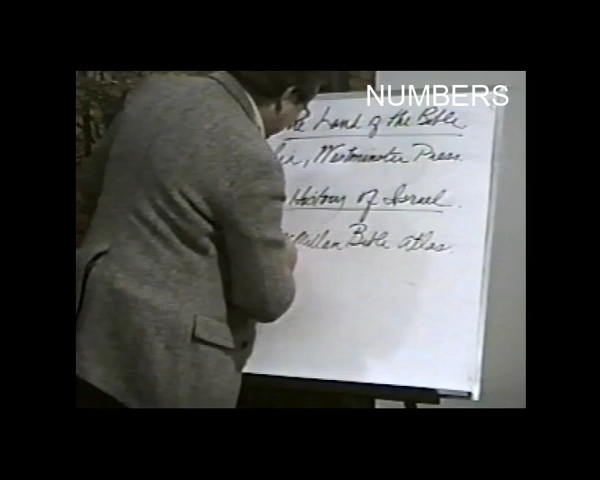 NUMBERS
Land of the Bible
Westminster Press
History of Israel.
Bible Atlas.